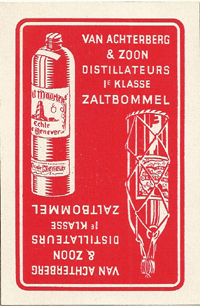 VAN ACHTERBERG
& ZOON
DISTILLATEURS
1E KLASSE
ZALTBOMMEL
Echte
Genever
VAN ACHTERBERG
& ZOON
DISTILLATEURS
1E KLASSE
ZALTBOMMEL